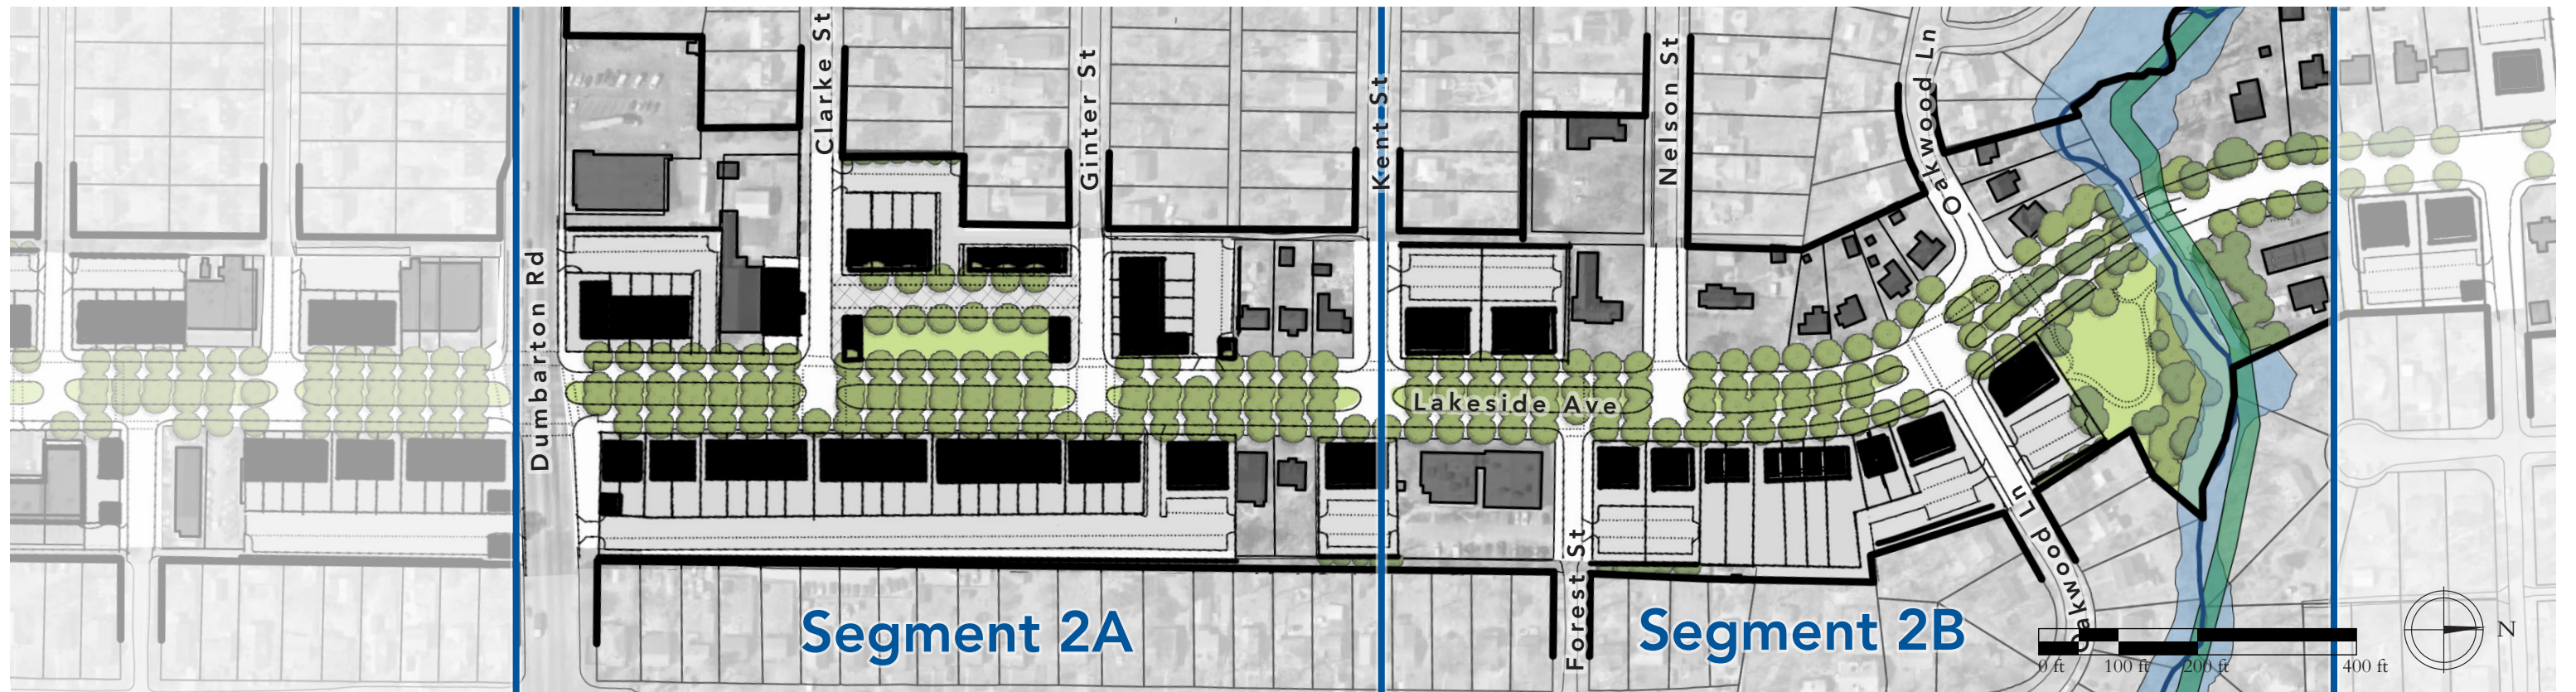 Clarke St
Ginter St
Kent St
Nelson St
Oakwood Ln
Dumbarton Rd
Lakeside Ave
Forest St
Oakwood Ln
Segment 2A
Segment 2B
N
0 ft 100 ft 200 ft 400 ft